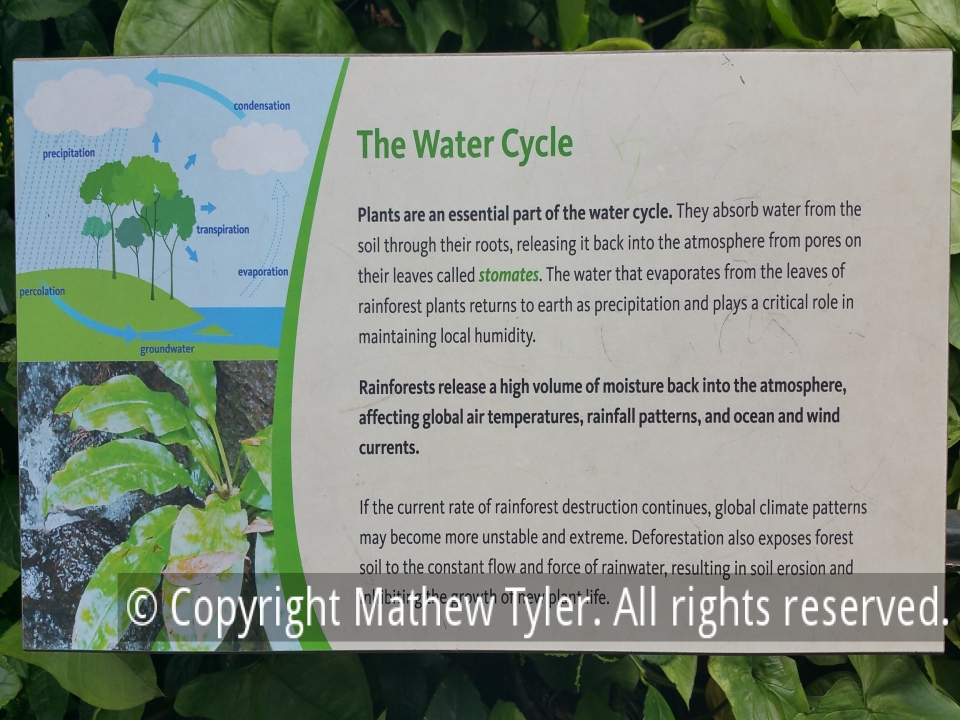 condensation
precipitation
transpiration
evaporation
percolation
groundwater
The Water Cycle
Plants are an essential part of the water cycle. They absorb water from the
soil through their roots, releasing it back into the atmosphere from pores on
their leaves called stomates. The water that evaporates from the leaves of
rainforest plants returns to earth as precipitation and plays a critical role in
maintaining local humidity.
Rainforests release a high volume of moisture back into the atmosphere,
affecting global air temperatures, rainfall patterns, and ocean and wind
currents.
If the current rate of rainforest destruction continues, global climate patterns
may become more unstable and extreme. Deforestation also exposes forest
soil to the constant flow and force of rainwater, resulting in soil erosion and
inhibiting the growth of new plant life.
© Copyright Mathew Tyler. All rights reserved.